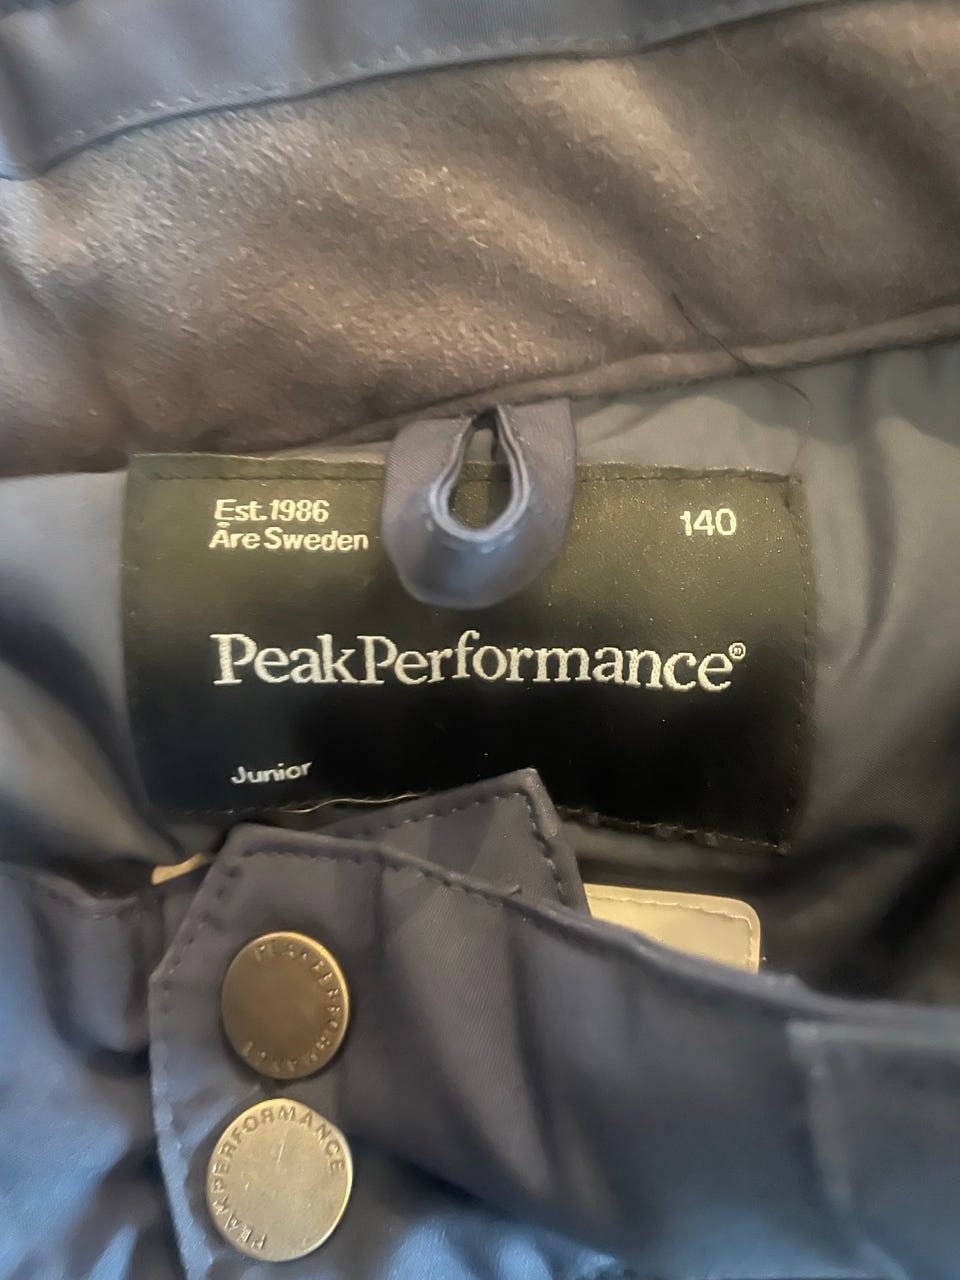 Est.1986
Åre Sweden
140
PeakPerformance®
Junior
PEAKPERFORMANCE
PEAKPERFORMANCE